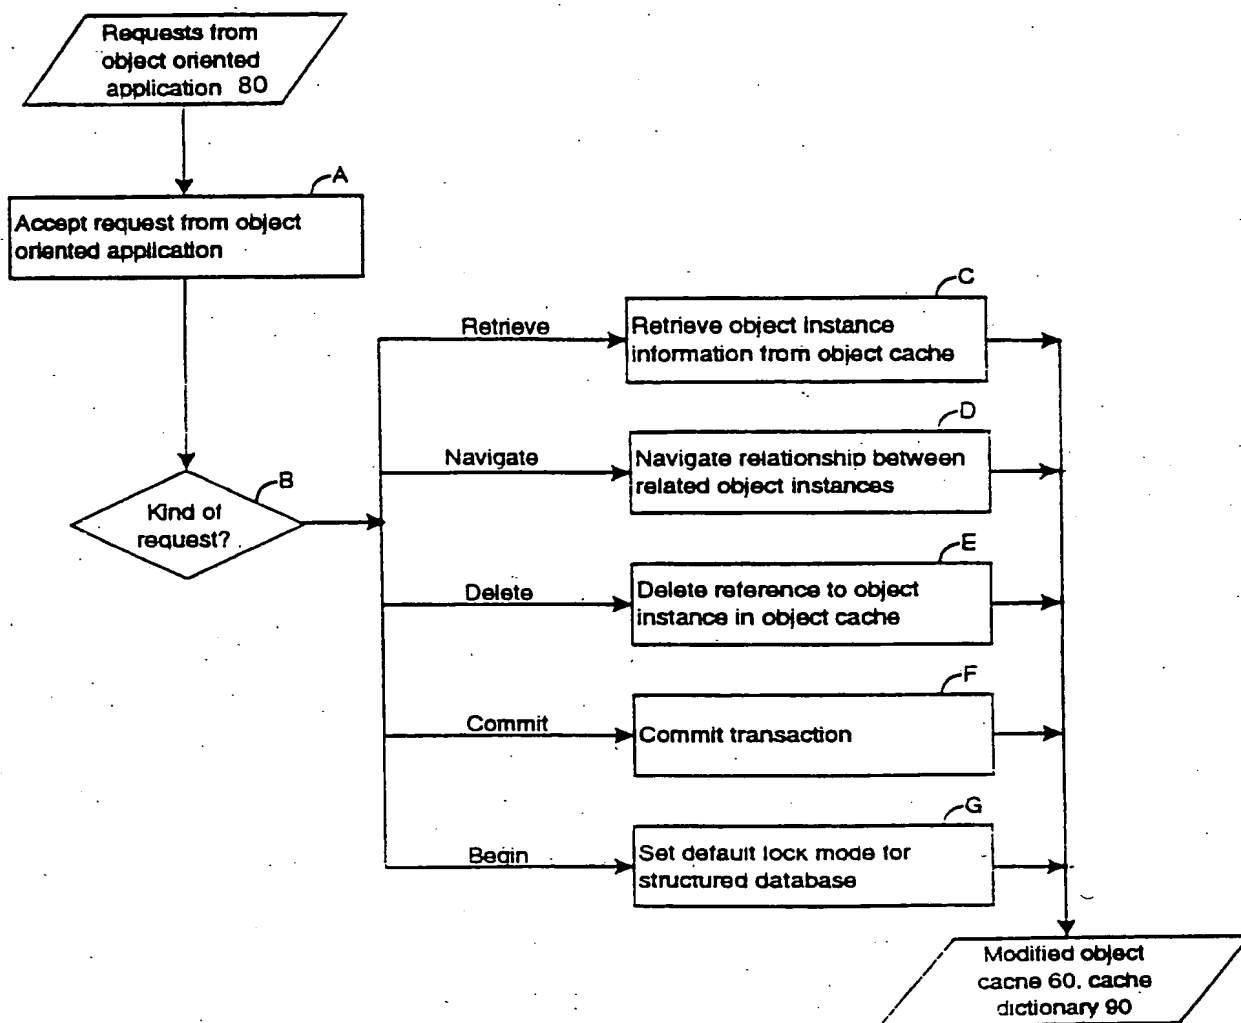 Requests from
object oriented
application 80
A
Accept request from object
oriented application
B
Kind of
request?
Retrieve
C
Retrieve object instance
information from object cache
Navigate
D
Navigate relationship between
related object instances
Delete
E
Delete reference to object
instance in object cache
Commit
F
Commit transaction
Begin
G
Set default lock mode for
structured database
Modified object
cache 60, cache
dictionary 90